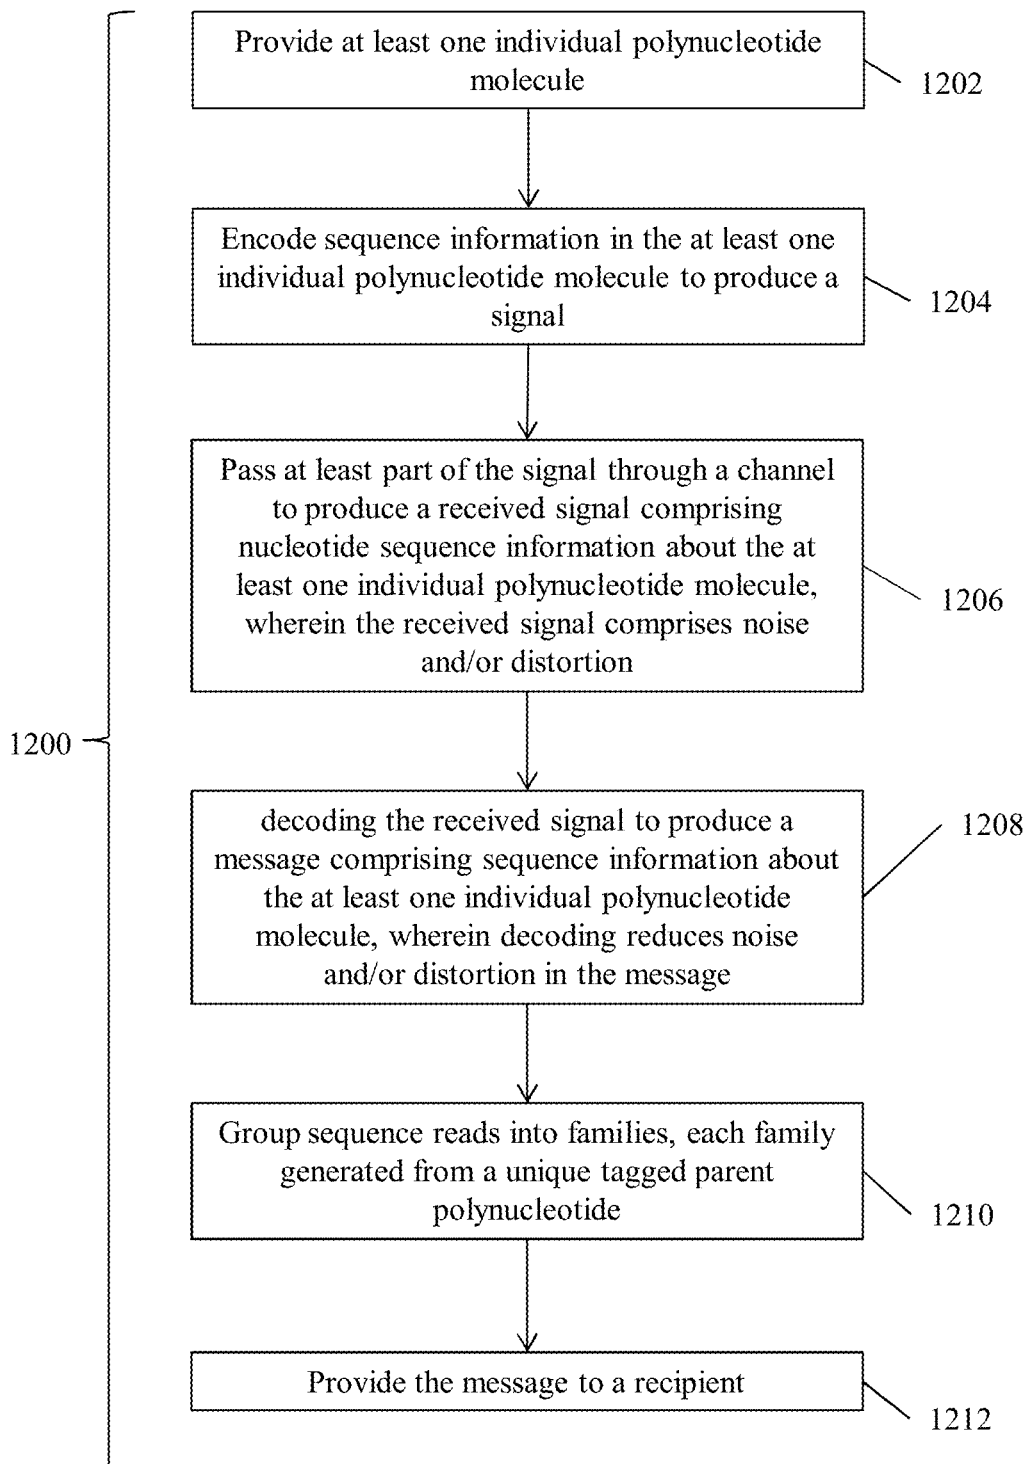 Provide at least one individual polynucleotide
molecule
1202
Encode sequence information in the at least one
individual polynucleotide molecule to produce a
signal
1204
Pass at least part of the signal through a channel
to produce a received signal comprising
nucleotide sequence information about the at
least one individual polynucleotide molecule,
wherein the received signal comprises noise
and/or distortion
1206
1200
decoding the received signal to produce a
message comprising sequence information about
the at least one individual polynucleotide
molecule, wherein decoding reduces noise
and/or distortion in the message
1208
Group sequence reads into families, each family
generated from a unique tagged parent
polynucleotide
1210
Provide the message to a recipient
1212